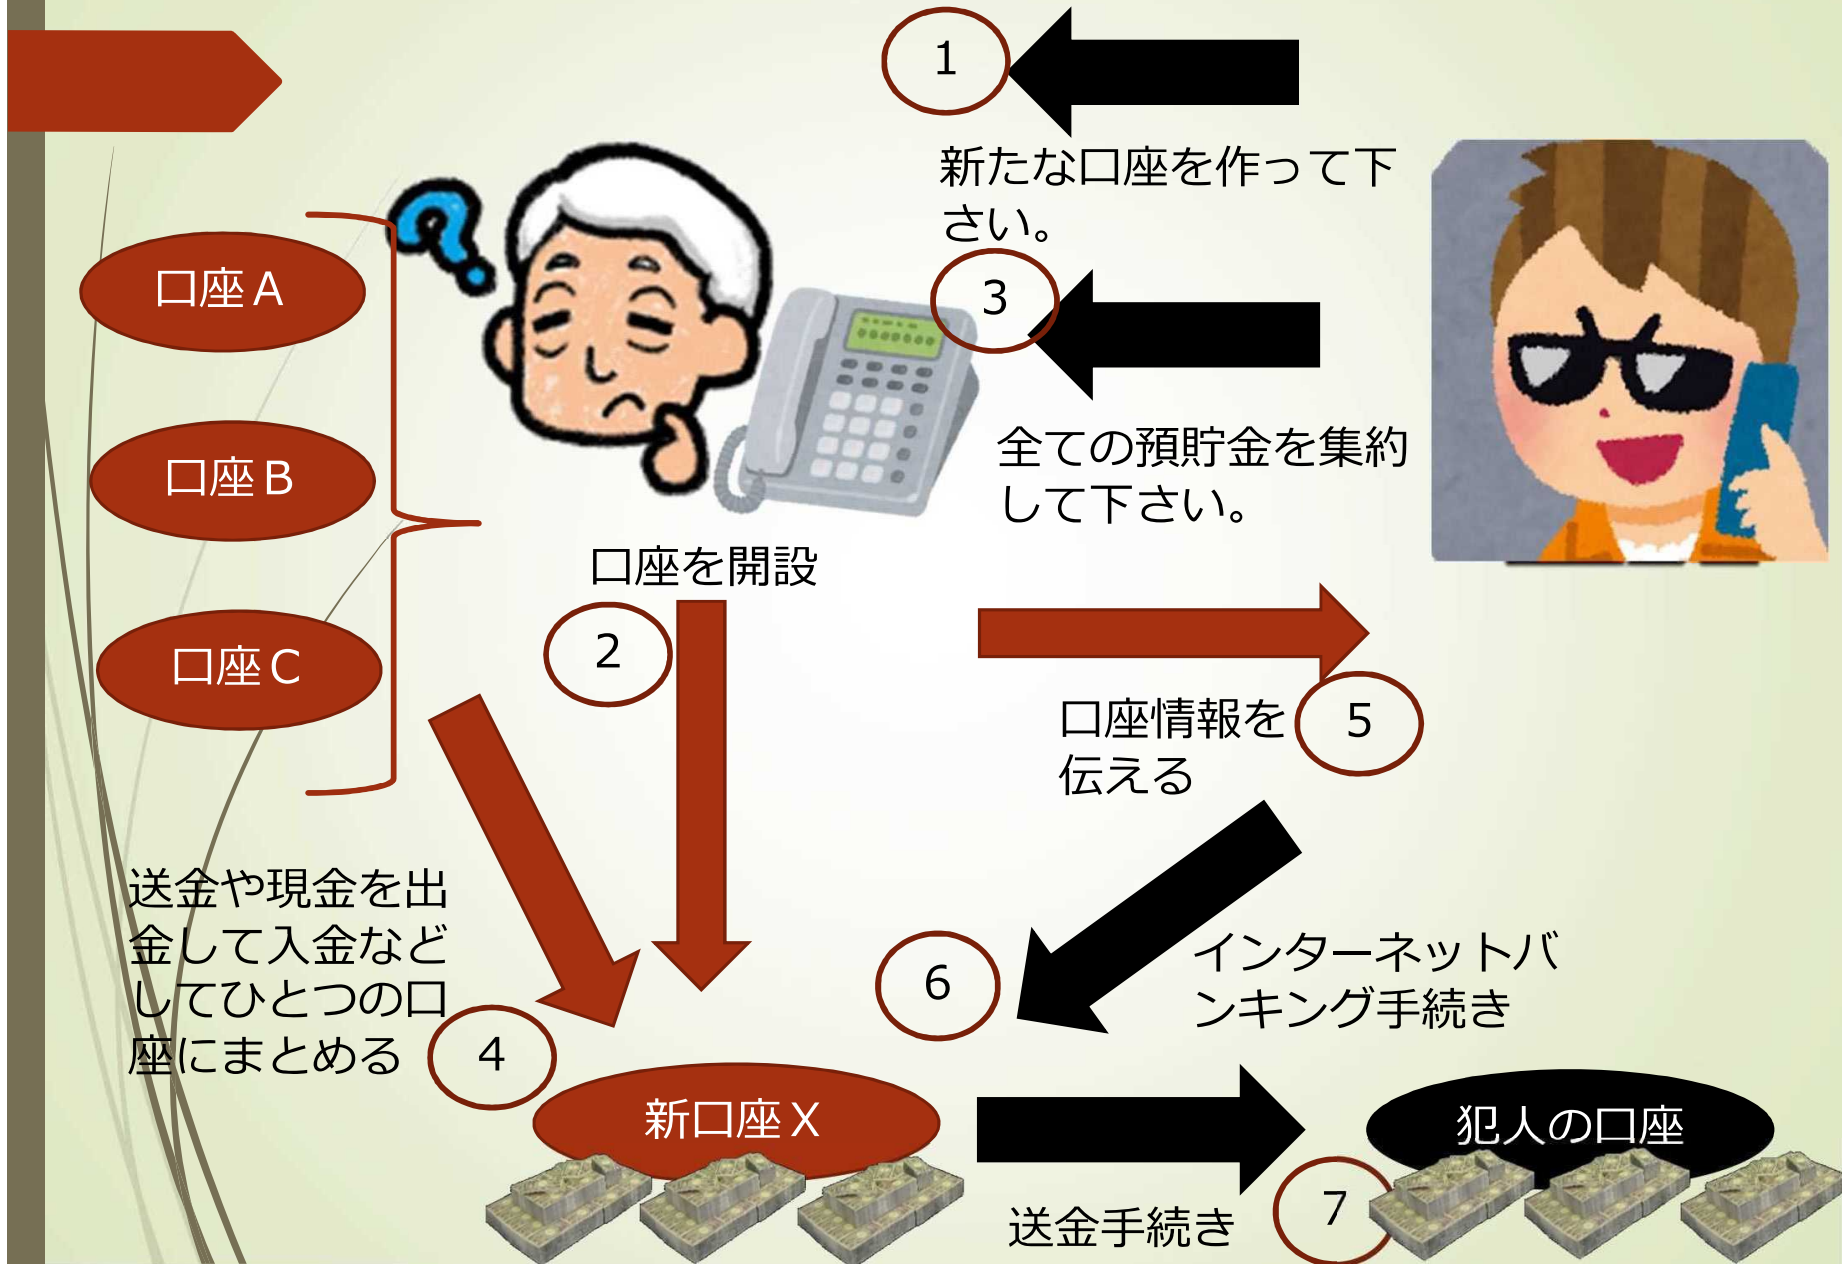 1
新たな口座を作って下
さい。
3
全ての預貯金を集約
して下さい。
口座A
口座B
口座C
口座を開設
2
口座情報を
伝える
5
送金や現金を出
金して入金など
してひとつの口
座にまとめる
4
6
インターネットバ
ンキング手続き
新口座X
犯人の口座
送金手続き
7